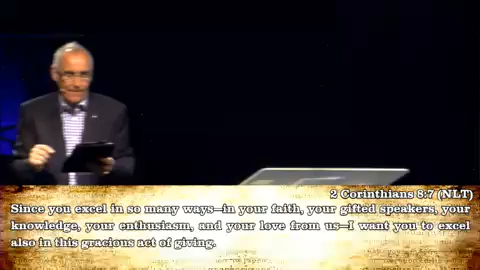 2 Corinthians 8:7 (NLT)
Since you excel in so many ways—in your faith, your gifted speakers, your
knowledge, your enthusiasm, and your love from us—I want you to excel
also in this gracious act of giving.